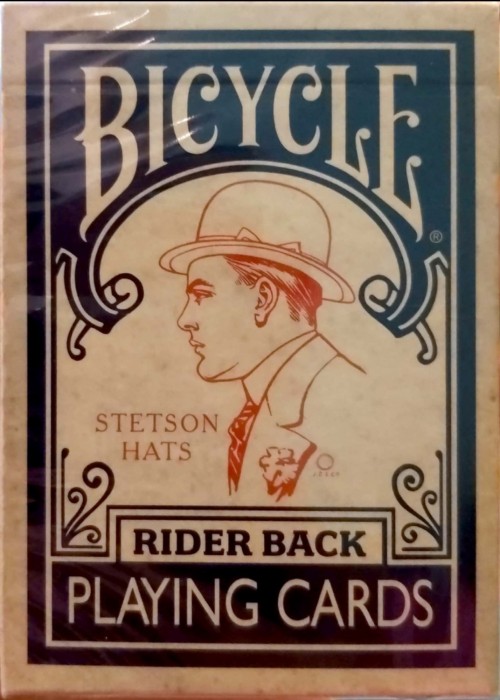 BICYCLE
®
STETSON
HATS
RIDER BACK
PLAYING CARDS